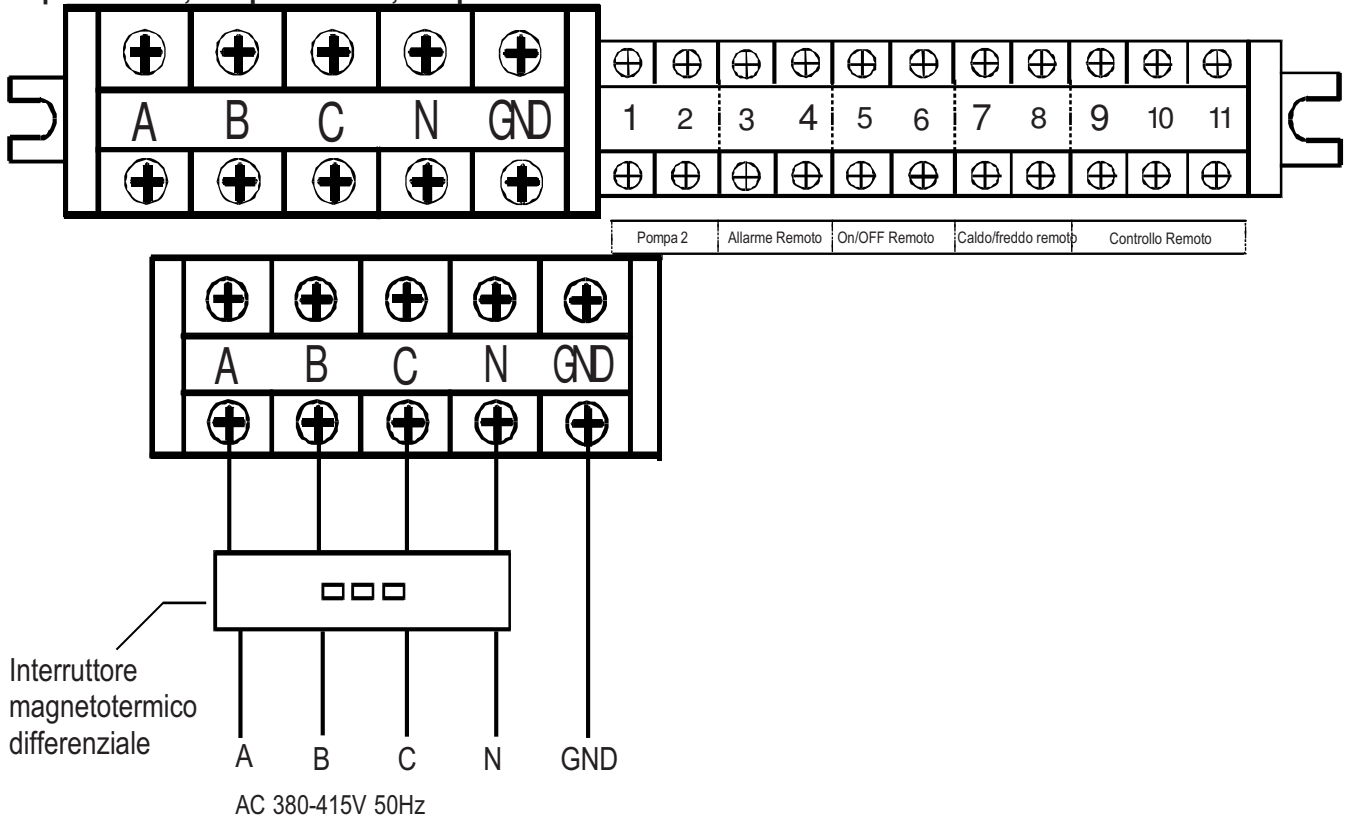 A B C N GND 1 2 3 4 5 6 7 8 9 10 11
Pompa 2 Allarme Remoto On/OFF Remoto Caldo/freddo remoto Controllo Remoto
A B C N GND
Interruttore
magnetotermico
differenziale
A B C N GND
AC 380-415V 50Hz